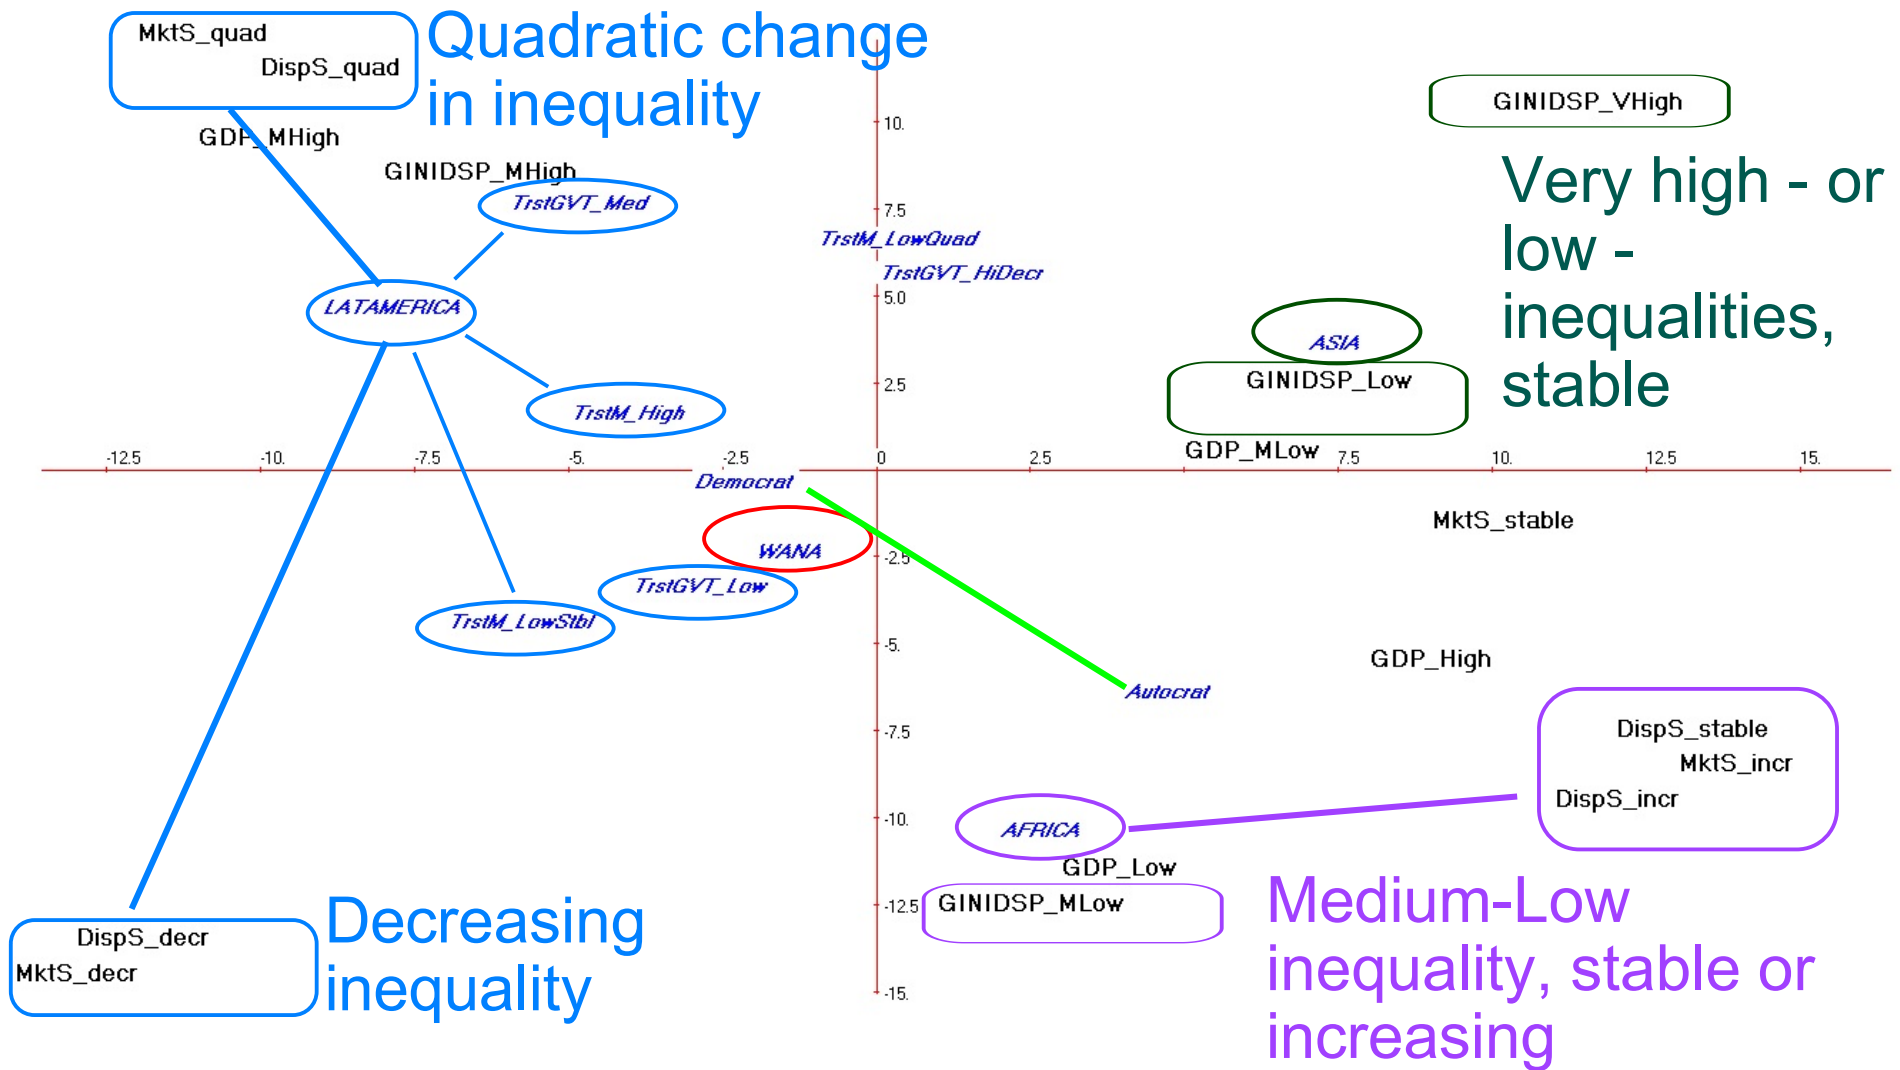 MktS_quad
DispS_quad
Quadratic change
in inequality
GDP_MHigh
GINIDSP_MHigh
TrstGVT_Med
10.
7.5
TrstM_LowQuad
TrstGVT_HiDecr
5.0
GINIDSP_VHigh
Very high - or
low -
inequalities,
stable
LATAMERICA
ASIA
GINIDSP_Low
2.5
TrstM_High
GDP_MLow
-12.5
-10.
-7.5
-5.
-2.5
0
2.5
7.5
10.
12.5
15.
Democrat
MktS_stable
WANA
-2.5
TrstGVT_Low
TrstM_LowStbl
-5.
GDP_High
Autocrat
-7.5
DispS_stable
MktS_incr
DispS_incr
-10.
AFRICA
GDP_Low
-12.5
GINIDSP_MLow
Medium-Low
inequality, stable or
increasing
Decreasing
inequality
DispS_decr
MktS_decr
-15.